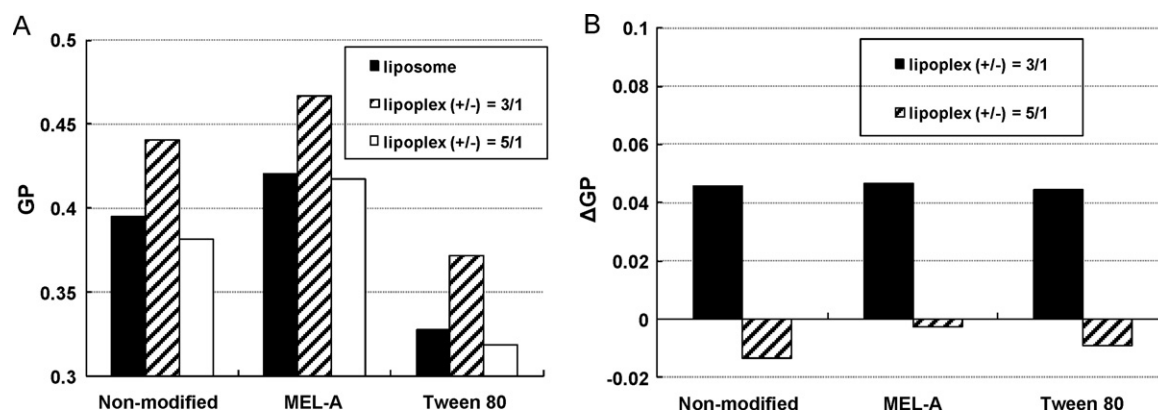 A
GP
0.5
0.45
0.4
0.35
0.3
liposome
lipoplex (+/-) = 3/1
lipoplex (+/-) = 5/1
Non-modified
MEL-A
Tween 80
B
ΔGP
0.1
0.08
0.06
0.04
0.02
0
-0.02
lipoplex (+/-) = 3/1
lipoplex (+/-) = 5/1
Non-modified
MEL-A
Tween 80